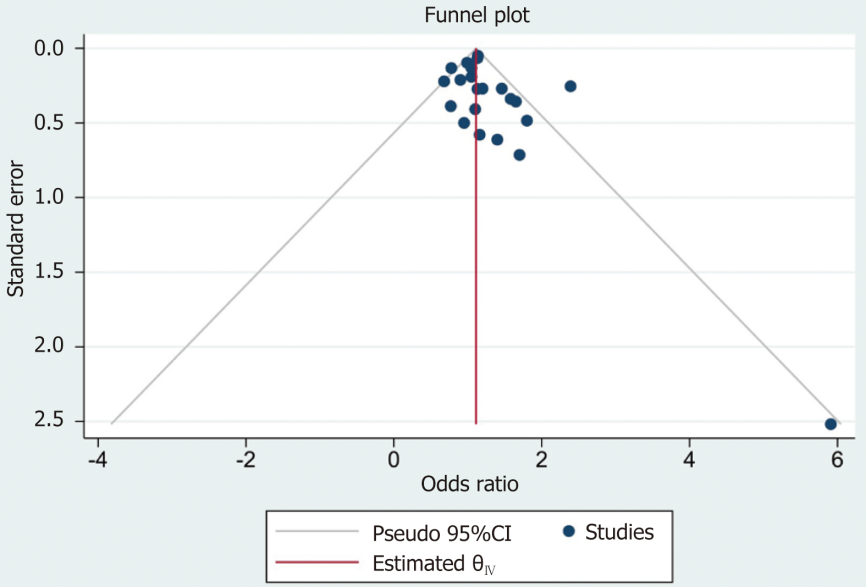 Funnel plot
Standard error
0.0
0.5
1.0
1.5
2.0
2.5
-4 -2 0 2 4 6
Odds ratio
Pseudo 95%CI Studies
Estimated θIV